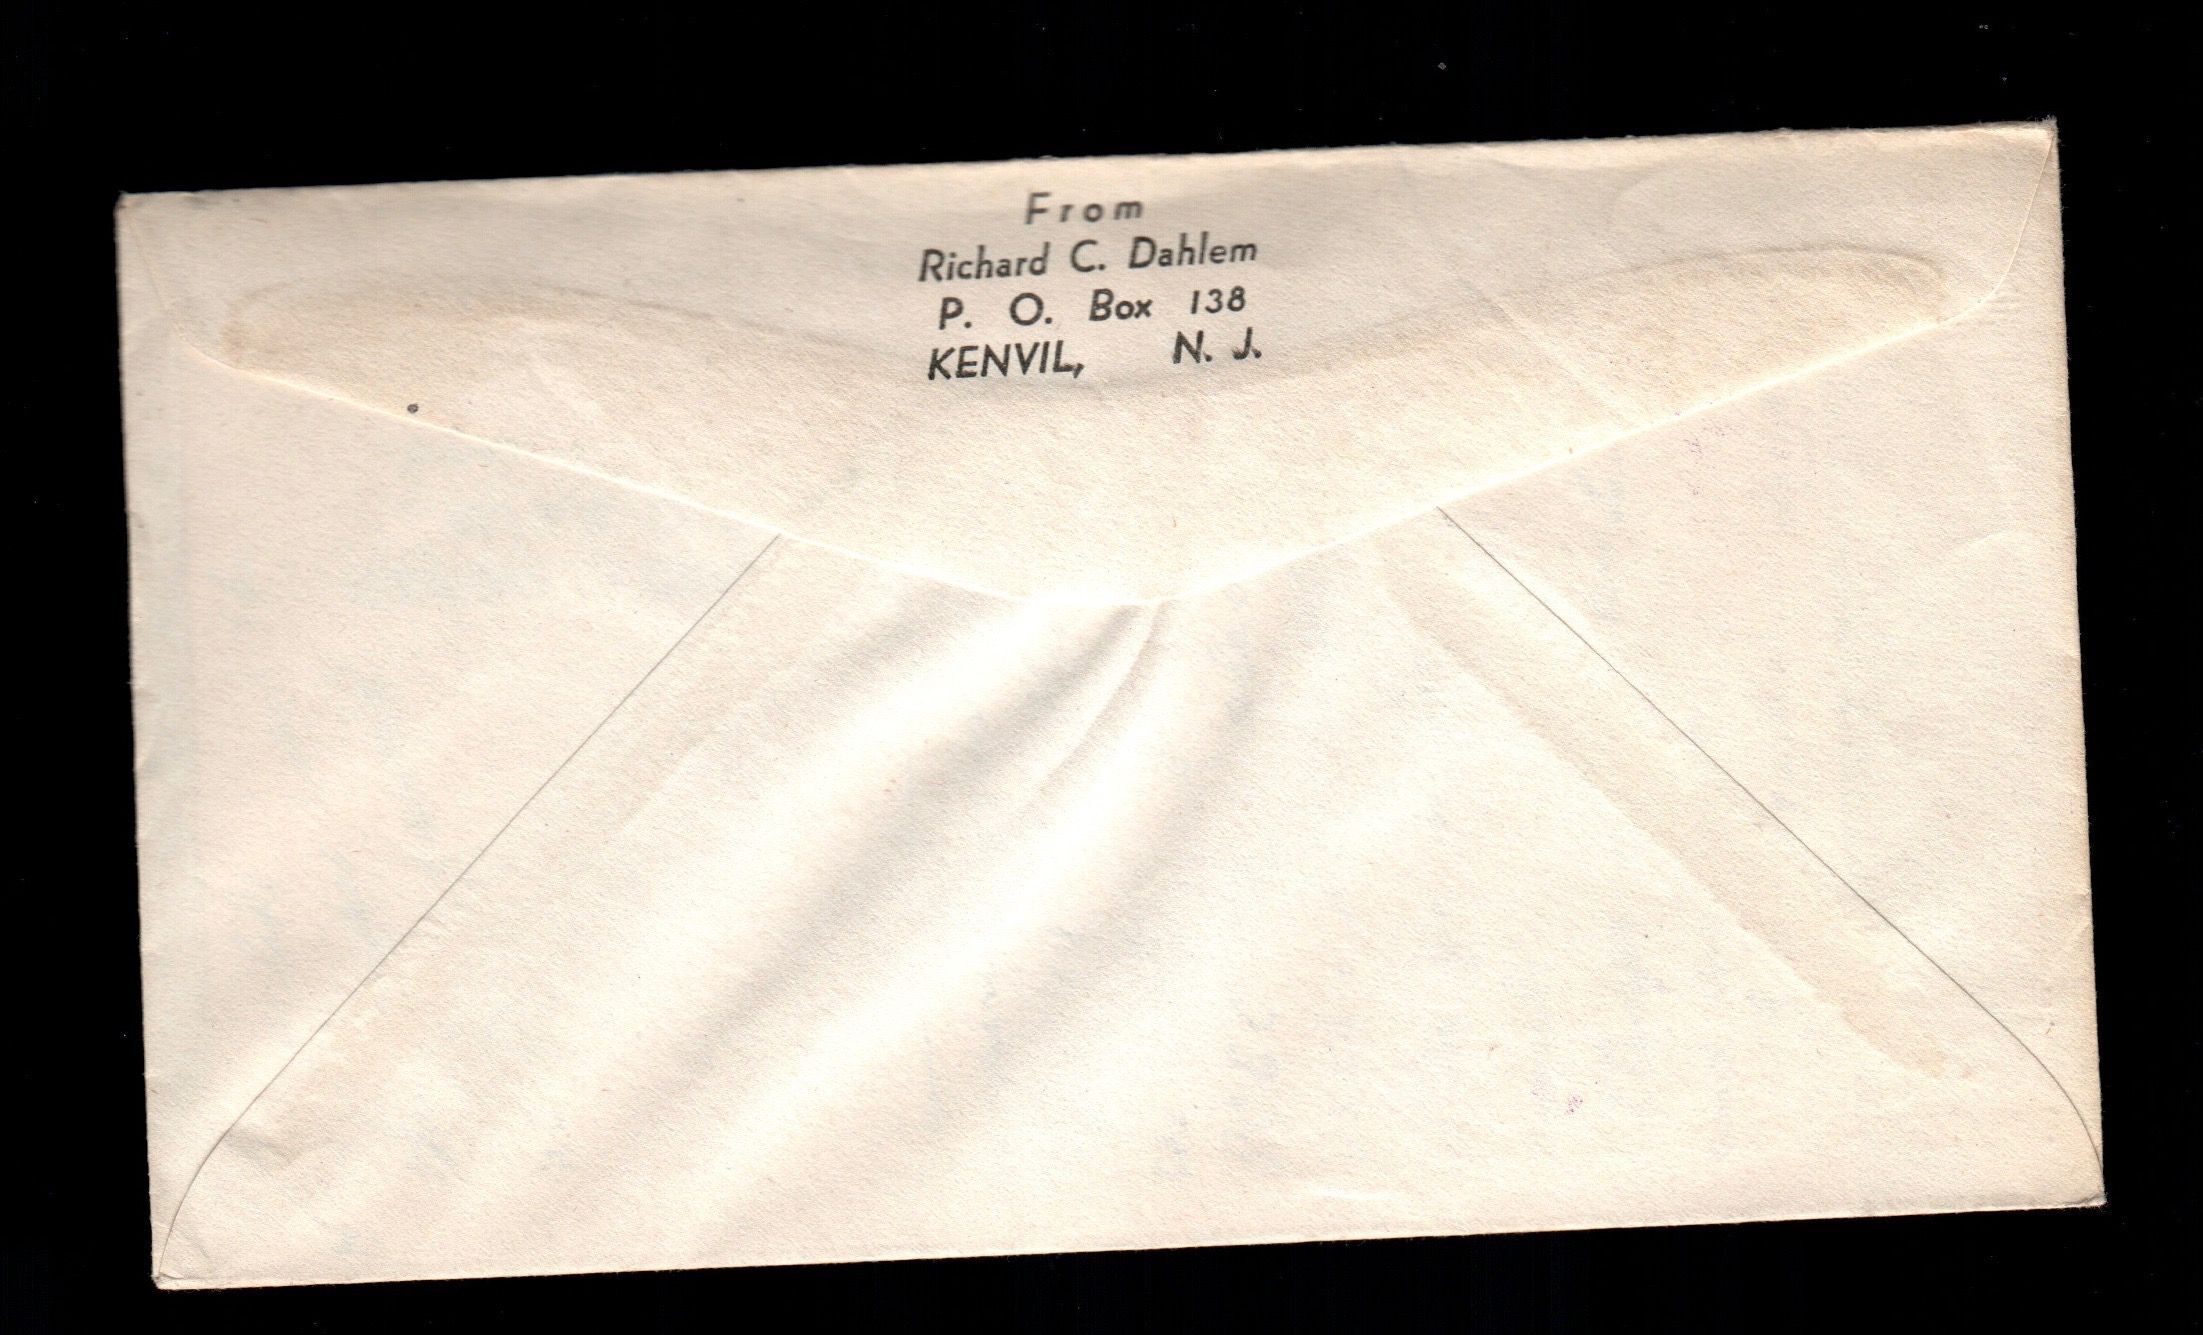 From
Richard C. Dahlem
P. O. Box 138
KENVIL, N. J.